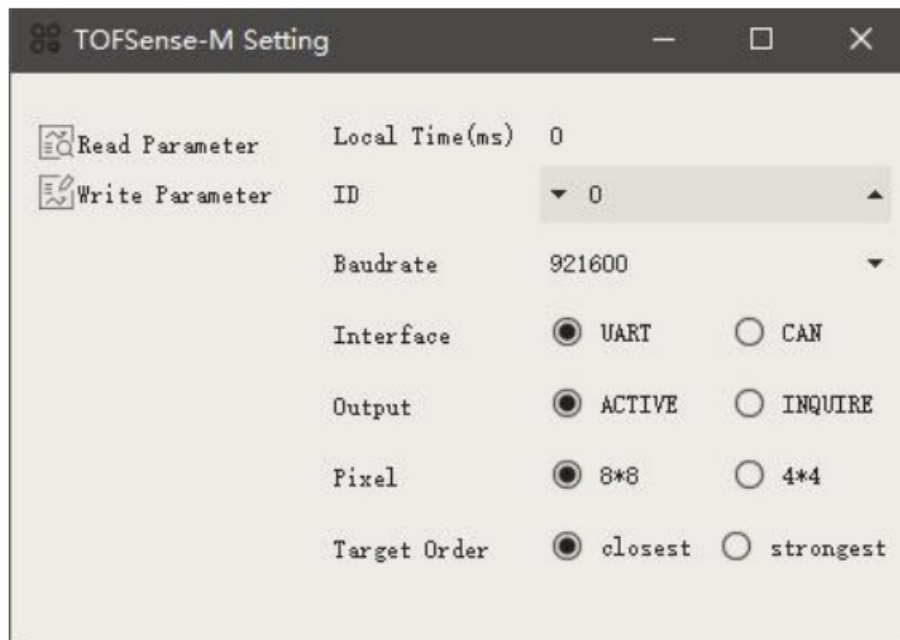 TOFSense-M Setting
Read Parameter
Write Parameter
Local Time(ms) 0
ID 0
Baudrate 921600
Interface UART CAN
Output ACTIVE INQUIRE
Pixel 8*8 4*4
Target Order closest strongest